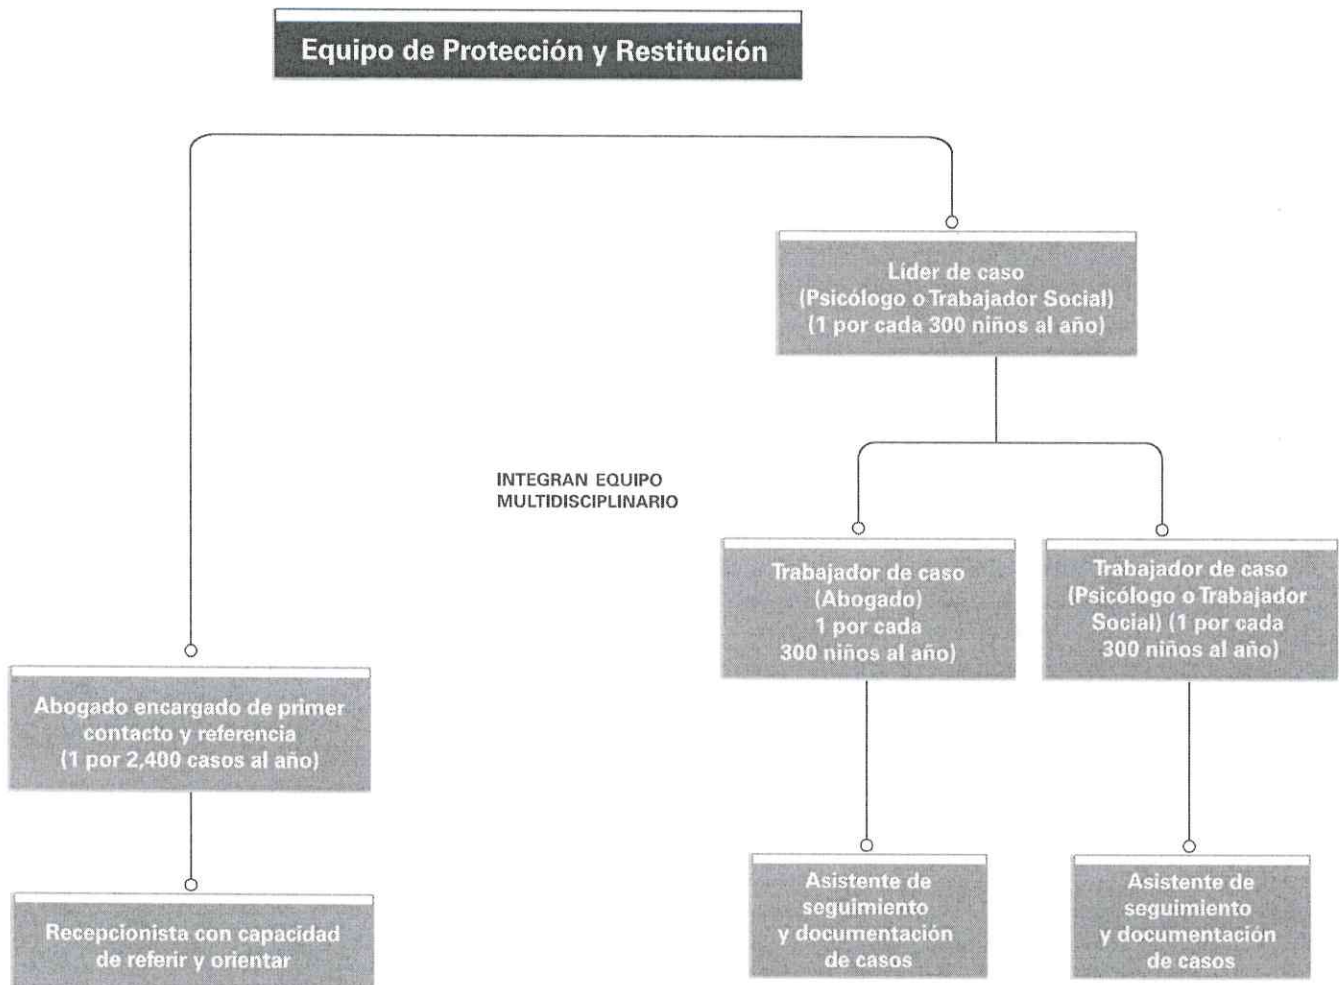 Equipo de Protección y Restitución
Líder de caso
(Psicólogo o Trabajador Social)
(1 por cada 300 niños al año)
INTEGRAN EQUIPO
MULTIDISCIPLINARIO
Trabajador de caso
(Abogado)
1 por cada
300 niños al año)
Trabajador de caso
(Psicólogo o Trabajador
Social) (1 por cada
300 niños al año)
Abogado encargado de primer
contacto y referencia
(1 por 2,400 casos al año)
Recepcionista con capacidad
de referir y orientar
Asistente de
seguimiento
y documentación
de casos
Asistente de
seguimiento
y documentación
de casos